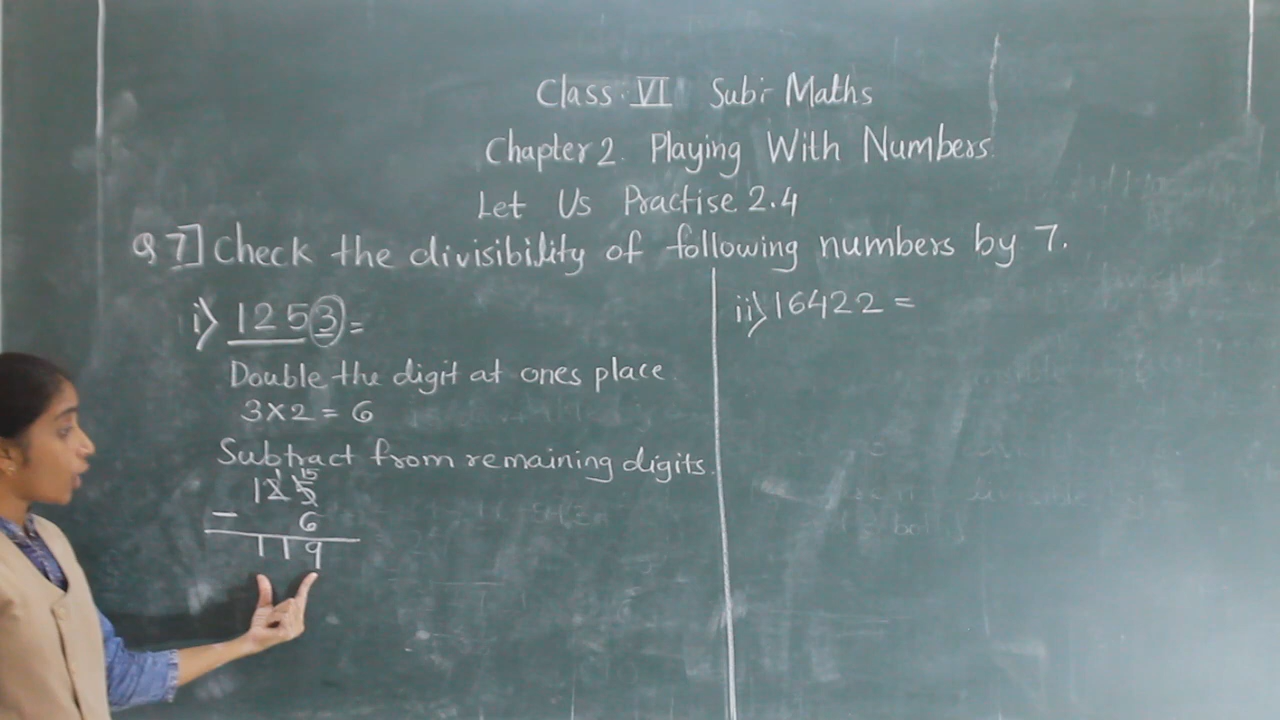 Class: VI Sub:- Maths
Chapter 2. Playing With Numbers.
Let Us Practise 2.4
Q 7] Check the divisibility of following numbers by 7.
i) 1253 =
Double the digit at ones place.
3 × 2 = 6
Subtract from remaining digits.
1 15
125
- 6
119
ii) 16422 =